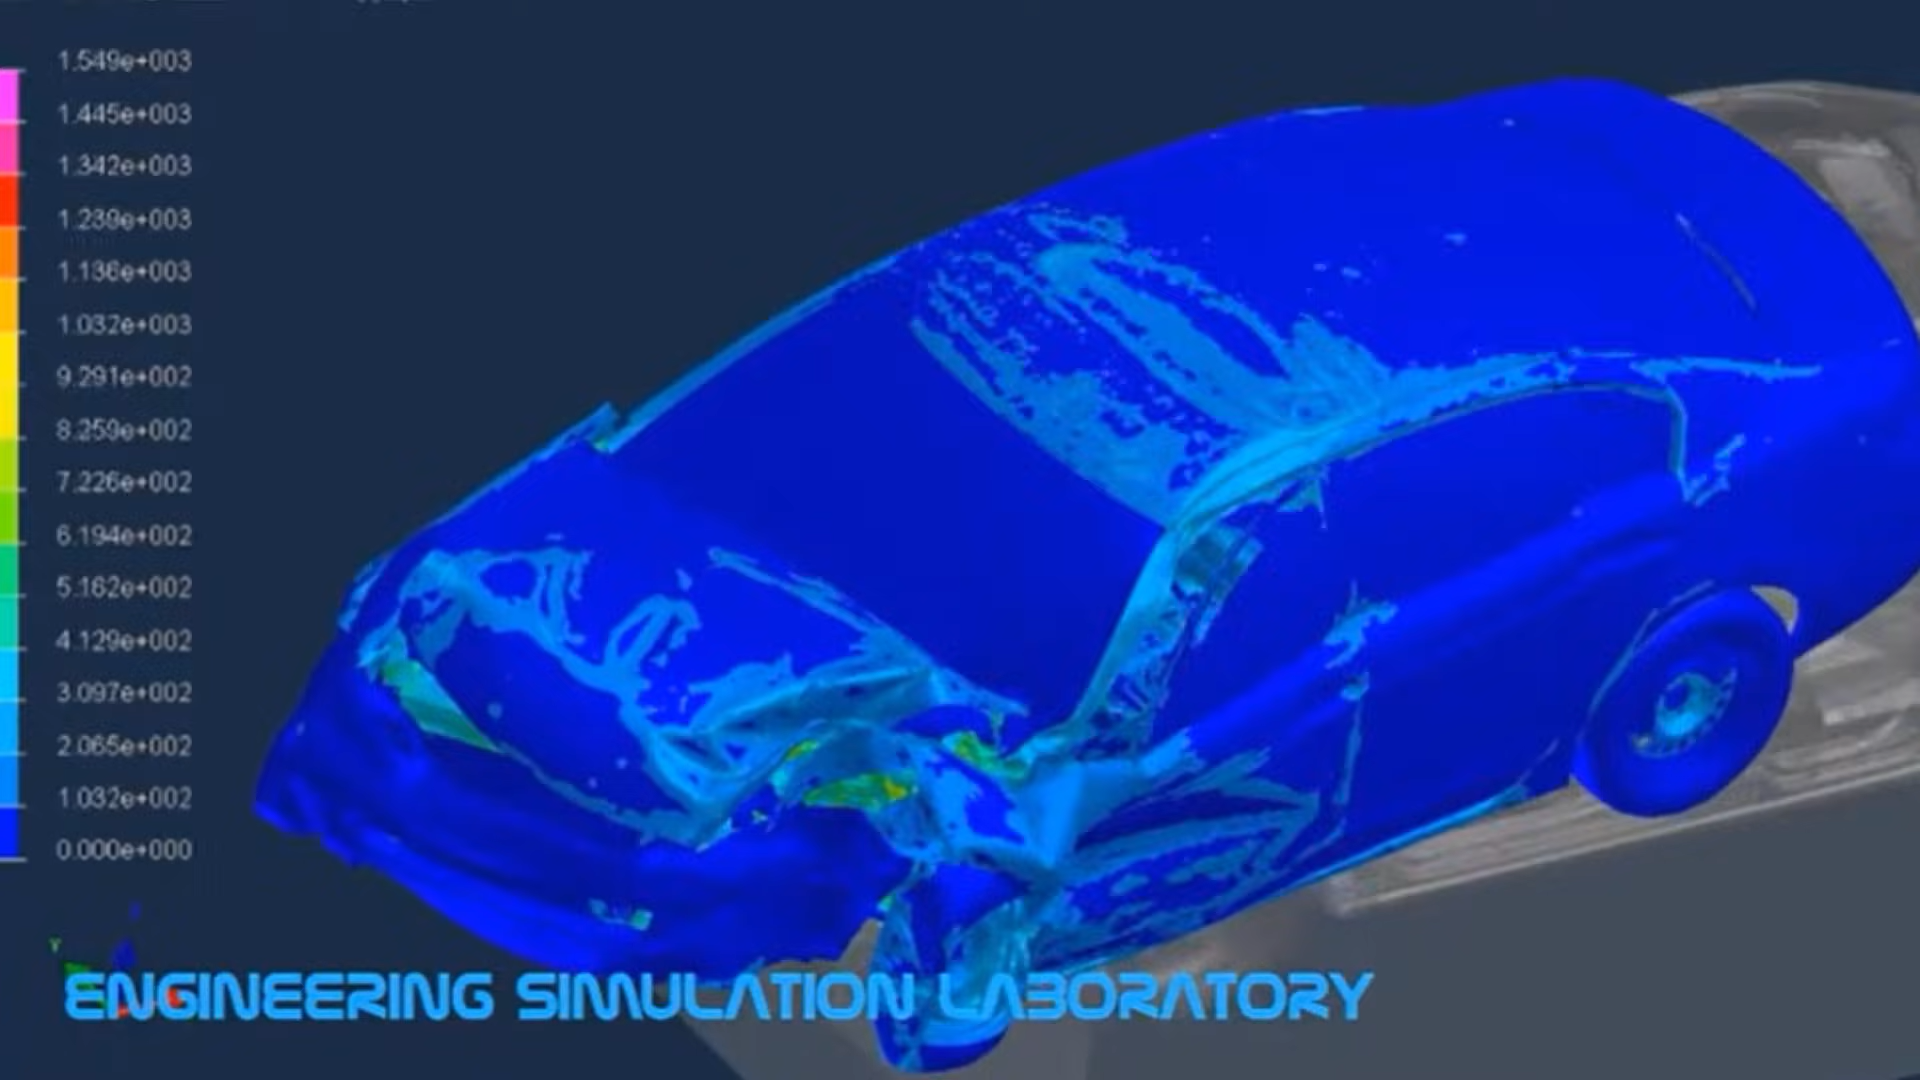 1.549e+003
1.445e+003
1.342e+003
1.239e+003
1.136e+003
1.032e+003
9.291e+002
8.259e+002
7.226e+002
6.194e+002
5.162e+002
4.129e+002
3.097e+002
2.065e+002
1.032e+002
0.000e+000
Y
ENGINEERING SIMULATION LABORATORY